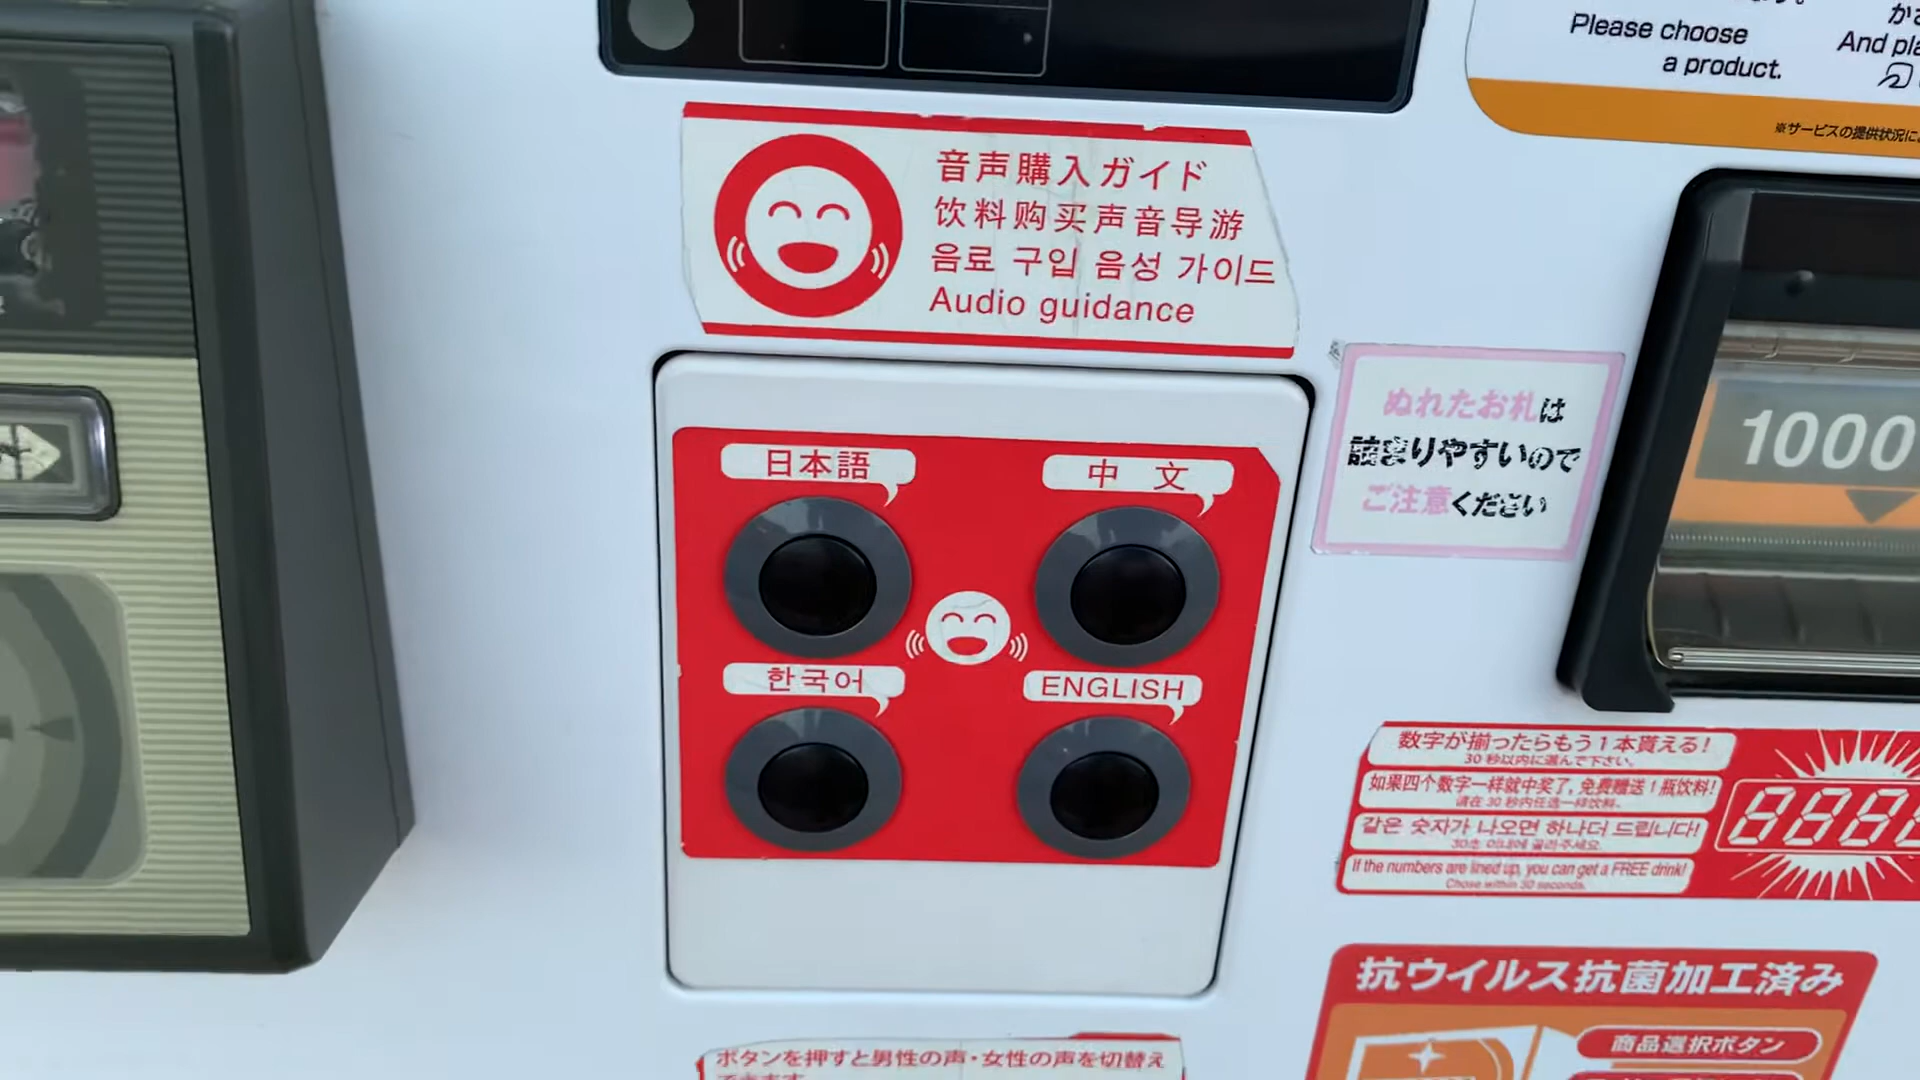 Please choose
a product.
And
※サービスの提供状況に
音声購入ガイド
饮料购买声音导游
음료 구입 음성 가이드
Audio guidance
日本語
中 文
한국어
ENGLISH
ぬれたお札は
詰まりやすいので
ご注意ください
1000
数字が揃ったらもう1本貰える!
30秒以内に選んで下さい。
如果四个数字一样就中奖了,免费赠送1瓶饮料!
请在30秒内任选一样饮料。
같은 숫자가 나오면 하나더 드립니다!
30초 이내에 골라주세요.
If the numbers are lined up, you can get a FREE drink!
Chose within 30 seconds.
8888
抗ウイルス抗菌加工済み
商品選択ボタン
ボタンを押すと男性の声・女性の声を切替え